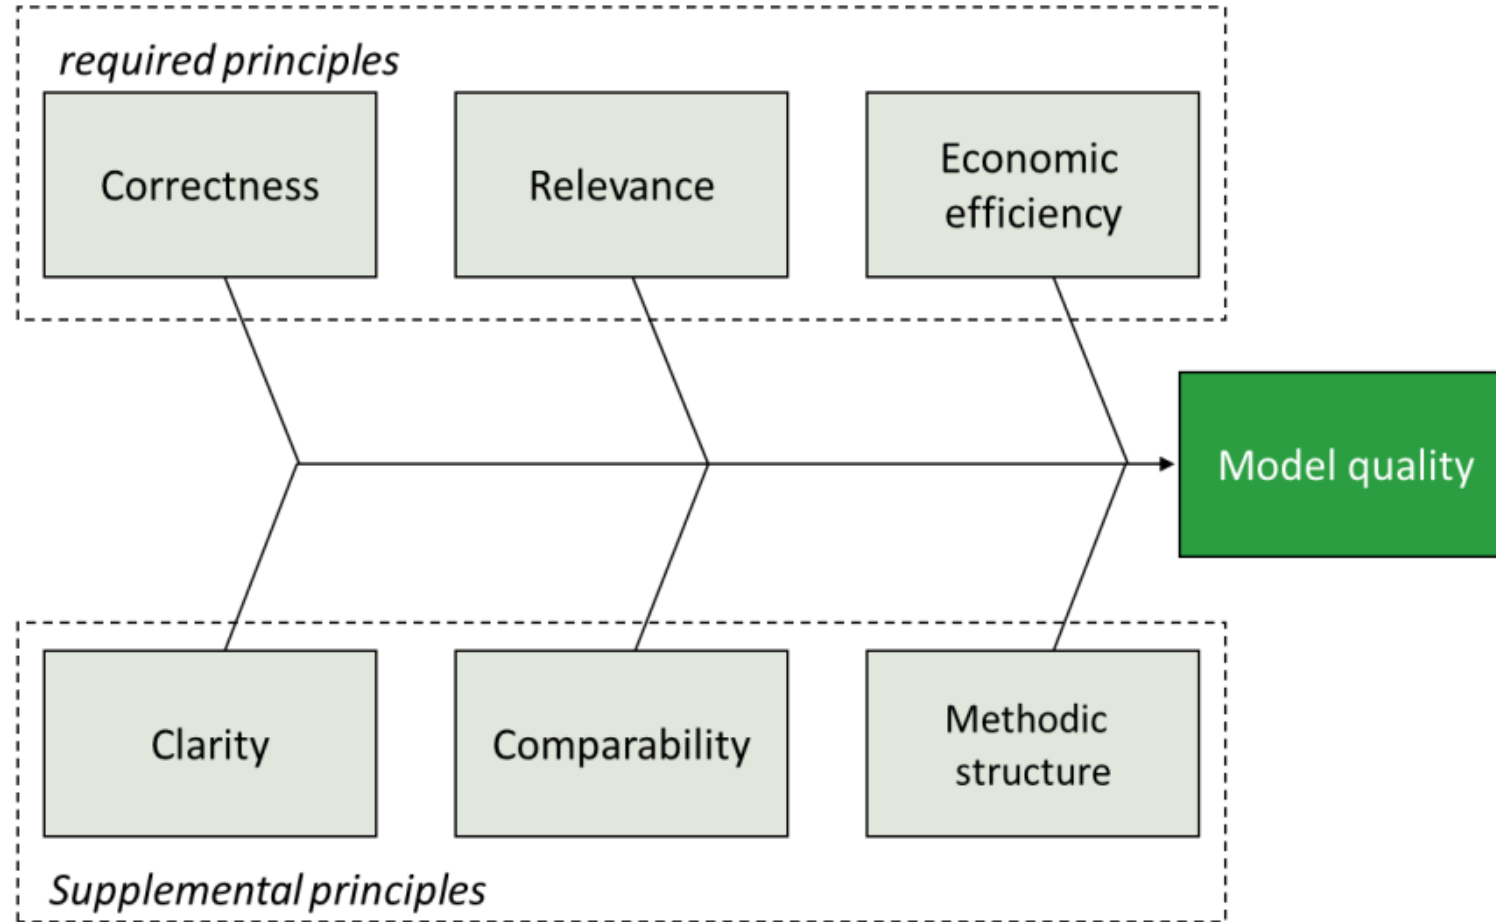 required principles
Correctness
Relevance
Economic
efficiency
Model quality
Clarity
Comparability
Methodic
structure
Supplemental principles